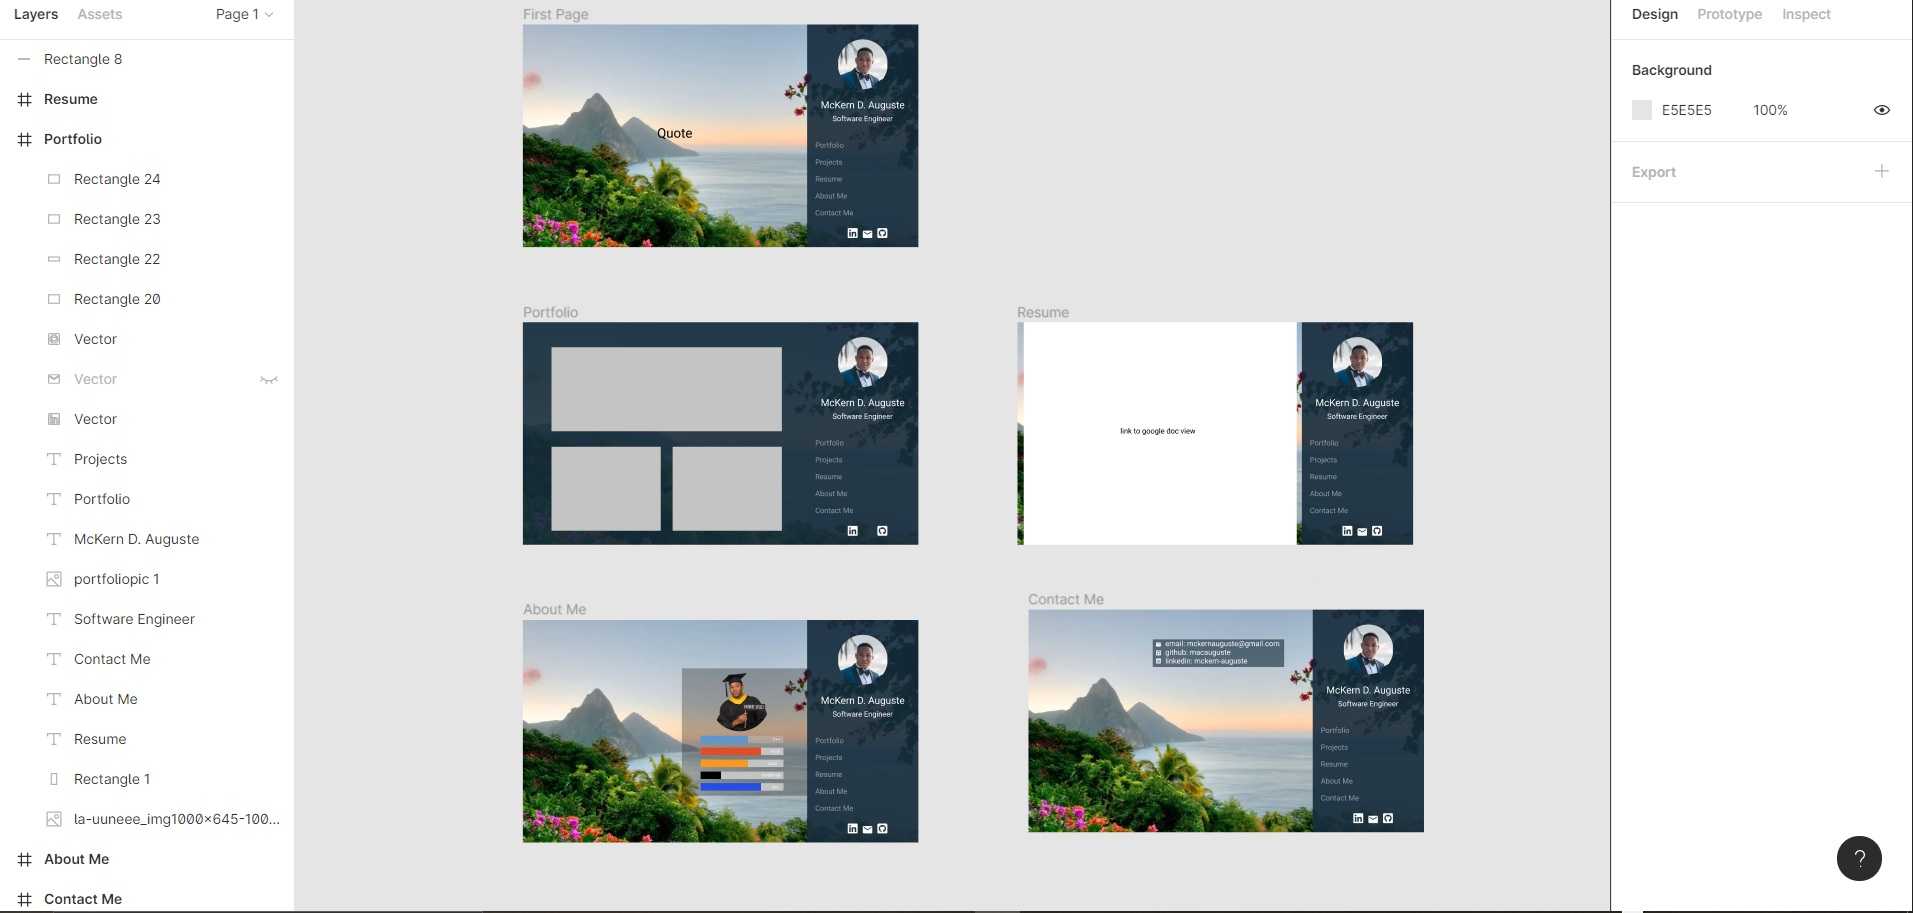 Layers Assets Page 1
Rectangle 8
Resume
Portfolio
Rectangle 24
Rectangle 23
Rectangle 22
Rectangle 20
Vector
Vector
Vector
Projects
Portfolio
McKern D. Auguste
portfoliopic 1
Software Engineer
Contact Me
About Me
Resume
Rectangle 1
la-uuneee_img1000x645-100...
About Me
Contact Me
First Page
Quote
McKern D. Auguste
Software Engineer
Portfolio
Projects
Resume
About Me
Contact Me
Portfolio
McKern D. Auguste
Software Engineer
Portfolio
Projects
Resume
About Me
Contact Me
Resume
link to google doc view
McKern D. Auguste
Software Engineer
Portfolio
Projects
Resume
About Me
Contact Me
About Me
HIRE ME
McKern D. Auguste
Software Engineer
Portfolio
Projects
Resume
About Me
Contact Me
Contact Me
email: mckernauguste@gmail.com
github: macauguste
linkedin: mckern-auguste
McKern D. Auguste
Software Engineer
Portfolio
Projects
Resume
About Me
Contact Me
Design Prototype Inspect
Background
E5E5E5 100%
Export
?